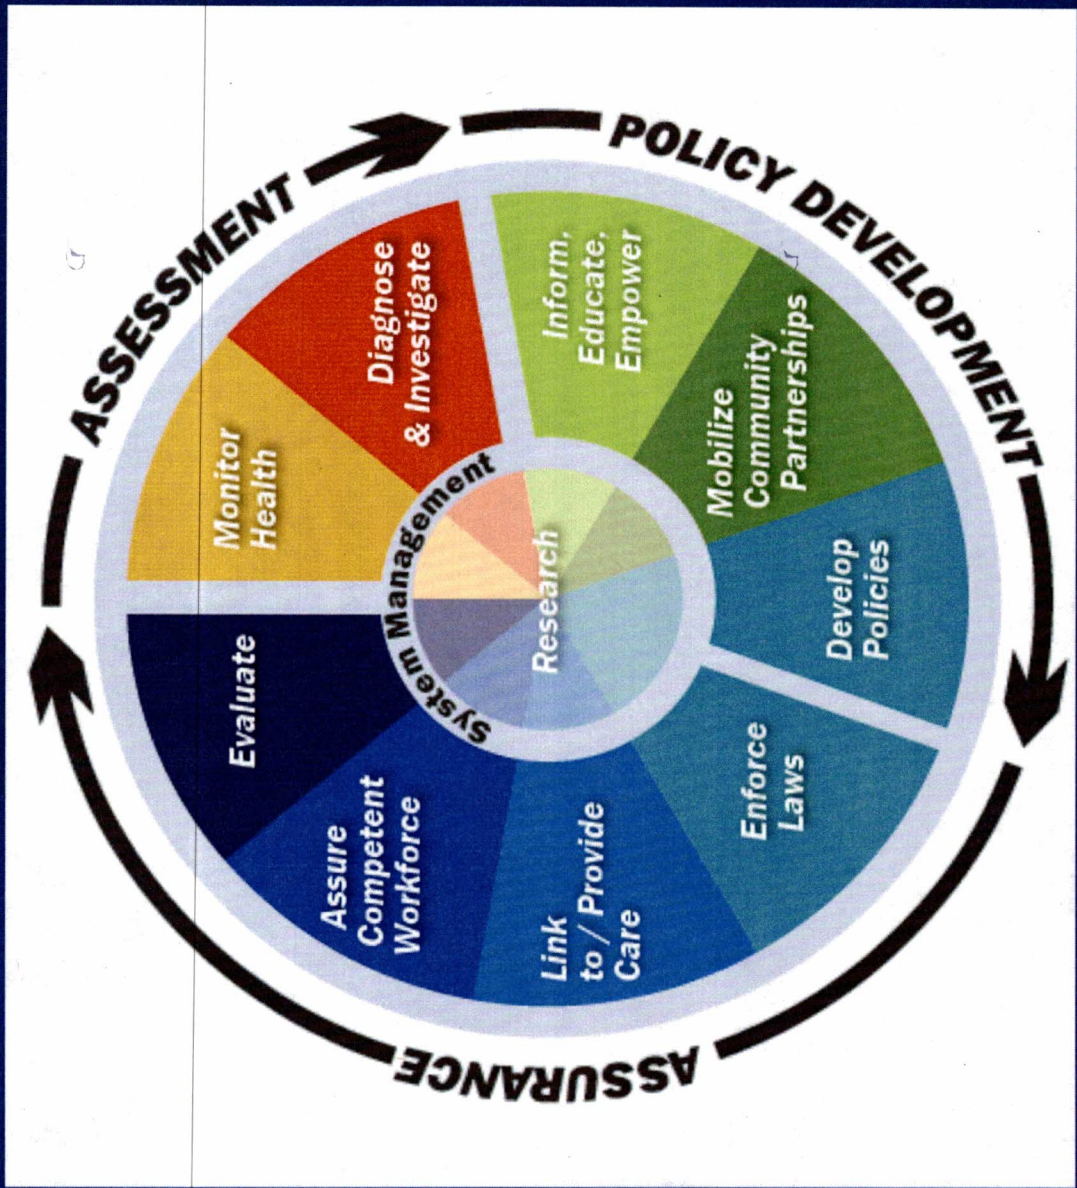 ASSESSMENT
POLICY DEVELOPMENT
ASSURANCE
Monitor
Health
Diagnose
& Investigate
Inform,
Educate,
Empower
Mobilize
Community
Partnerships
Develop
Policies
Enforce
Laws
Link
to / Provide
Care
Assure
Competent
Workforce
Evaluate
System Management
Research